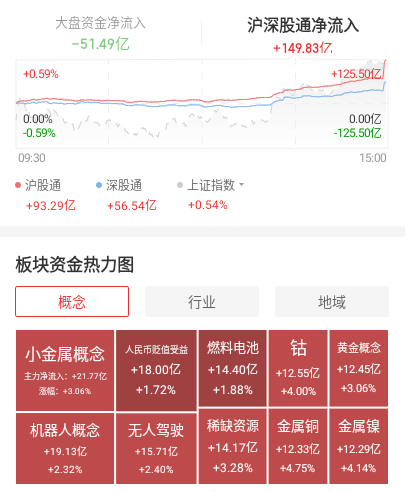 大盘资金净流入
-51.49亿
沪深股通净流入
+149.83亿
+0.59%
+125.50亿
0.00%
0.00亿
-0.59%
-125.50亿
09:30
15:00
沪股通
深股通
上证指数
+93.29亿
+56.54亿
+0.54%
板块资金热力图
概念
行业
地域
小金属概念
主力净流入：+21.77亿
涨幅：+3.06%
人民币贬值受益
+18.00亿
+1.72%
燃料电池
+14.40亿
+1.88%
钴
+12.55亿
+4.00%
黄金概念
+12.45亿
+3.06%
机器人概念
+19.13亿
+2.32%
无人驾驶
+15.71亿
+2.40%
稀缺资源
+14.17亿
+3.28%
金属铜
+12.33亿
+4.75%
金属镍
+12.29亿
+4.14%